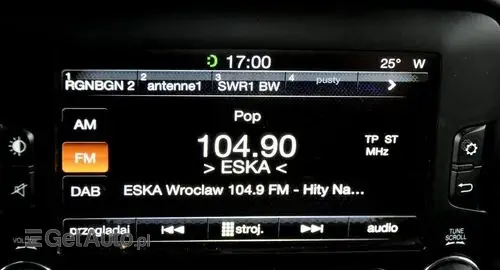 17:00 25° W
1 2 3 4
RGNBGN 2 antenne1 SWR1 BW pusty >
Pop
AM
104.90
TP ST
MHz
FM
> ESKA <
DAB
ESKA Wroclaw 104.9 FM - Hity Na...
przeglądaj stroj. audio
VOL
TUNE
SCROLL
GetAuto.pl